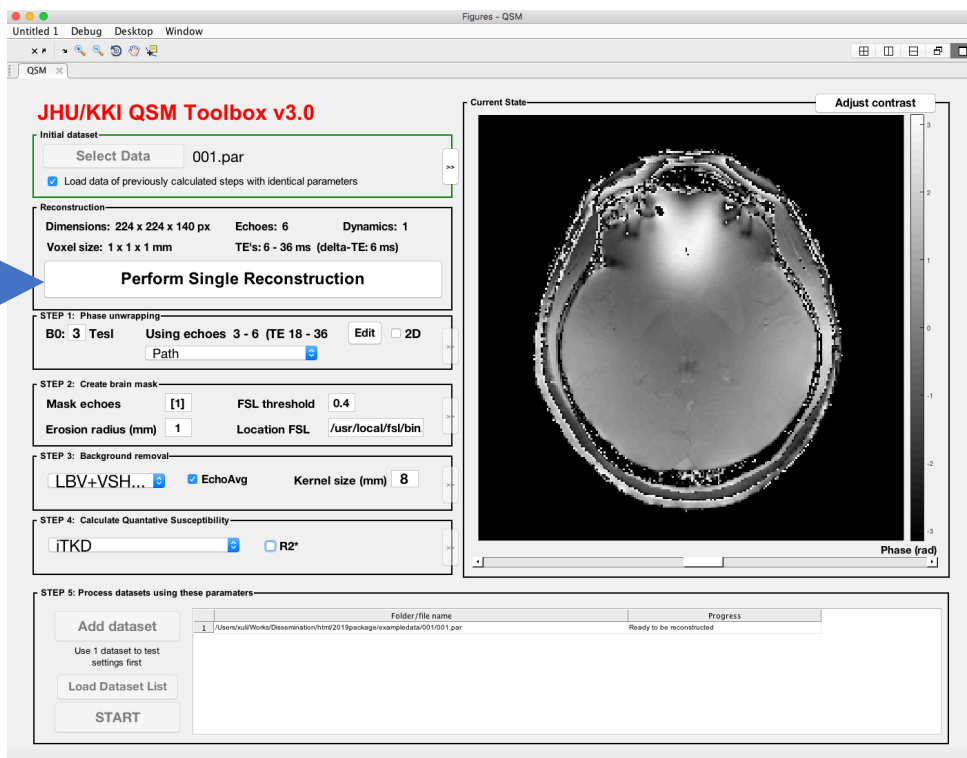 Figures - QSM
Untitled 1 Debug Desktop Window
QSM
JHU/KKI QSM Toolbox v3.0
Initial dataset
Select Data 001.par
>>
Load data of previously calculated steps with identical parameters
Reconstruction
Dimensions: 224 x 224 x 140 px Echoes: 6 Dynamics: 1
Voxel size: 1 x 1 x 1 mm TE's: 6 - 36 ms (delta-TE: 6 ms)
Perform Single Reconstruction
STEP 1: Phase unwrapping
B0: 3 Tesl Using echoes 3 - 6 (TE 18 - 36 Edit 2D
Path
>>
STEP 2: Create brain mask
Mask echoes [1] FSL threshold 0.4
>>
Erosion radius (mm) 1 Location FSL /usr/local/fsl/bin
STEP 3: Background removal
LBV+VSH... EchoAvg Kernel size (mm) 8
>>
STEP 4: Calculate Quantative Susceptibility
iTKD R2*
>>
Current State
Adjust contrast
3
2
1
0
-1
-2
-3
Phase (rad)
STEP 5: Process datasets using these paramaters
Add dataset
Use 1 dataset to test
settings first
Load Dataset List
START
Folder/file name Progress
1 /Users/xuli/Works/Dissemination/html/2019package/exampledata/001/001.par Ready to be reconstructed